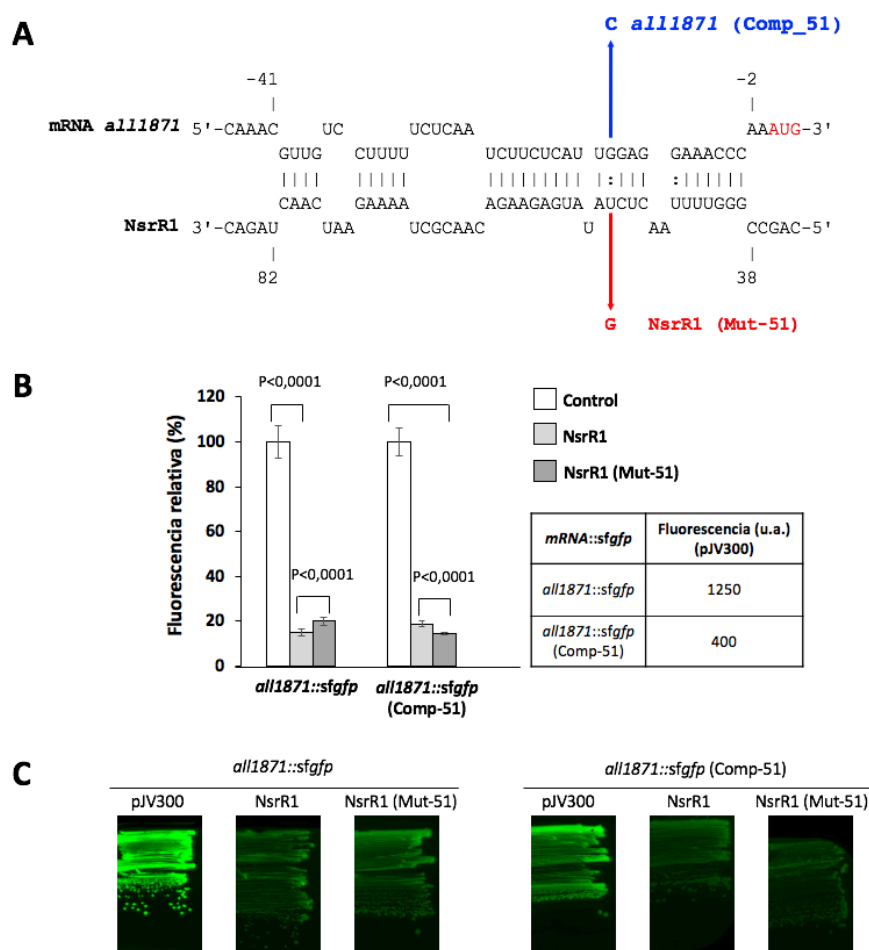 A
C all1871 (Comp_51)
-41 -2
| |
mRNA all1871 5'-CAAAC UC UCUCAA AAAUG-3'
GUUG CUUUU UCUUCUCAU UGGAG GAAACCC
|||| ||||| ||||||||| |:||| :||||||
CAAC GAAAA AGAAGAGUA AUCUC UUUUGGG
NsrR1 3'-CAGAU UAA UCGCAAC U AA CCGAC-5'
| |
82 38
G NsrR1 (Mut-51)
B
Fluorescencia relativa (%)
120
100
80
60
40
20
0
P<0,0001 P<0,0001
P<0,0001 P<0,0001
all1871::sfgfp all1871::sfgfp
(Comp-51)
Control
NsrR1
NsrR1 (Mut-51)
mRNA::sfgfp Fluorescencia (u.a.)
(pJV300)
all1871::sfgfp 1250
all1871::sfgfp
(Comp-51) 400
C
all1871::sfgfp all1871::sfgfp (Comp-51)
pJV300 NsrR1 NsrR1 (Mut-51) pJV300 NsrR1 NsrR1 (Mut-51)